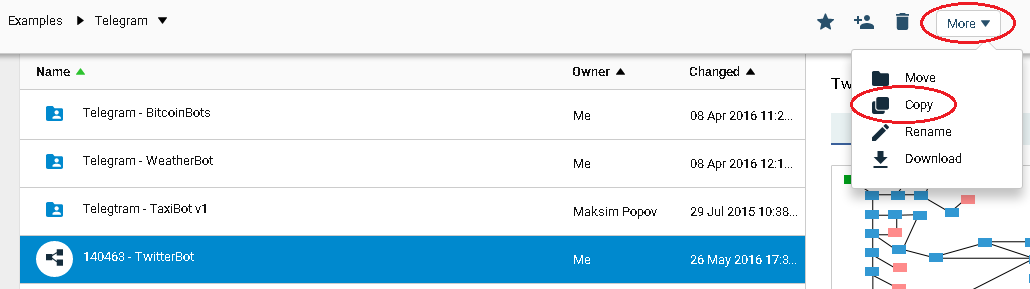 Examples Telegram More
Name Owner Changed
Move
Copy
Rename
Download
Telegram - BitcoinBots Me 08 Apr 2016 11:2...
Telegram - WeatherBot Me 08 Apr 2016 12:1...
Telegtram - TaxiBot v1 Maksim Popov 29 Jul 2015 10:38...
140463 - TwitterBot Me 26 May 2016 17:3...